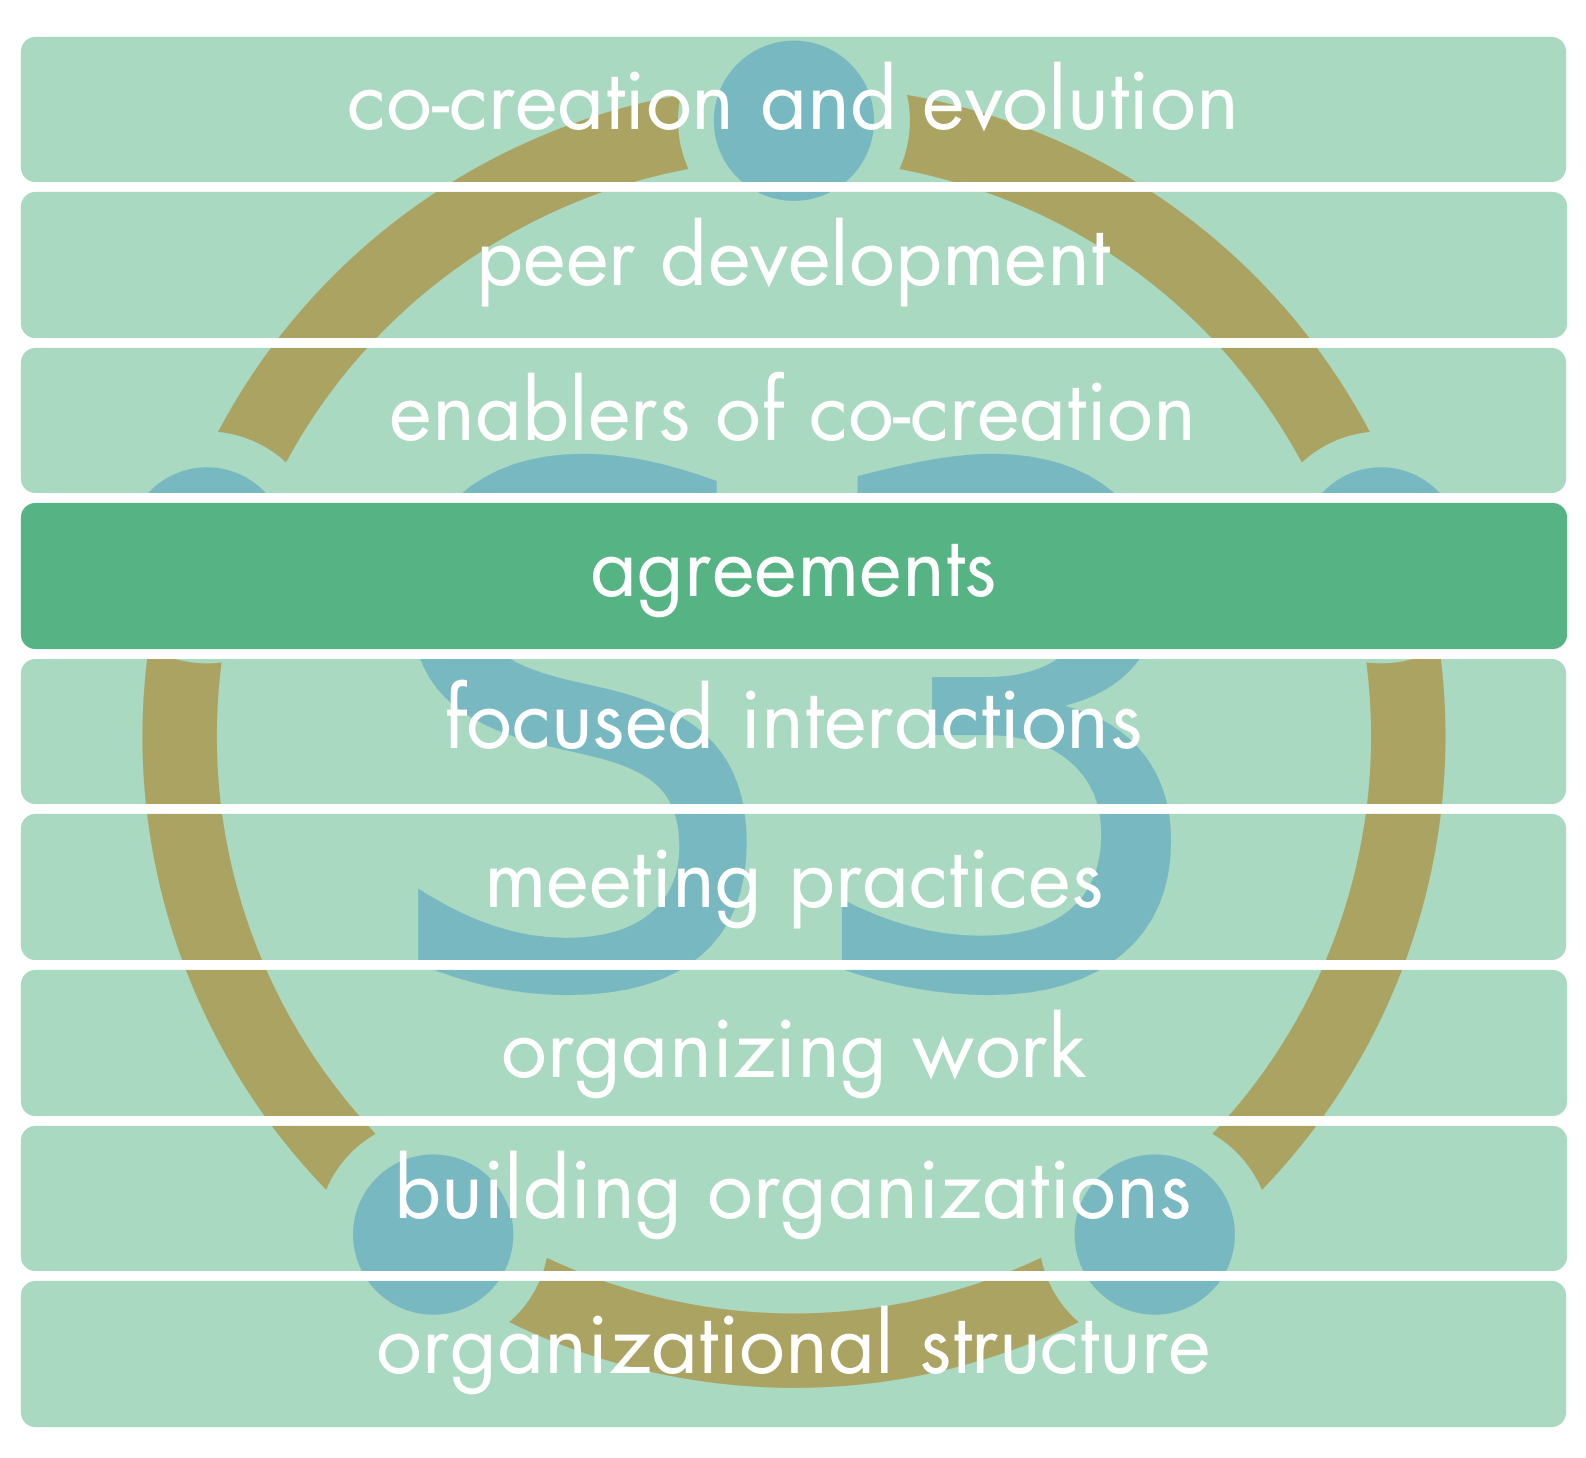 co-creation and evolution
peer development
enablers of co-creation
agreements
S3
focused interactions
meeting practices
organizing work
building organizations
organizational structure